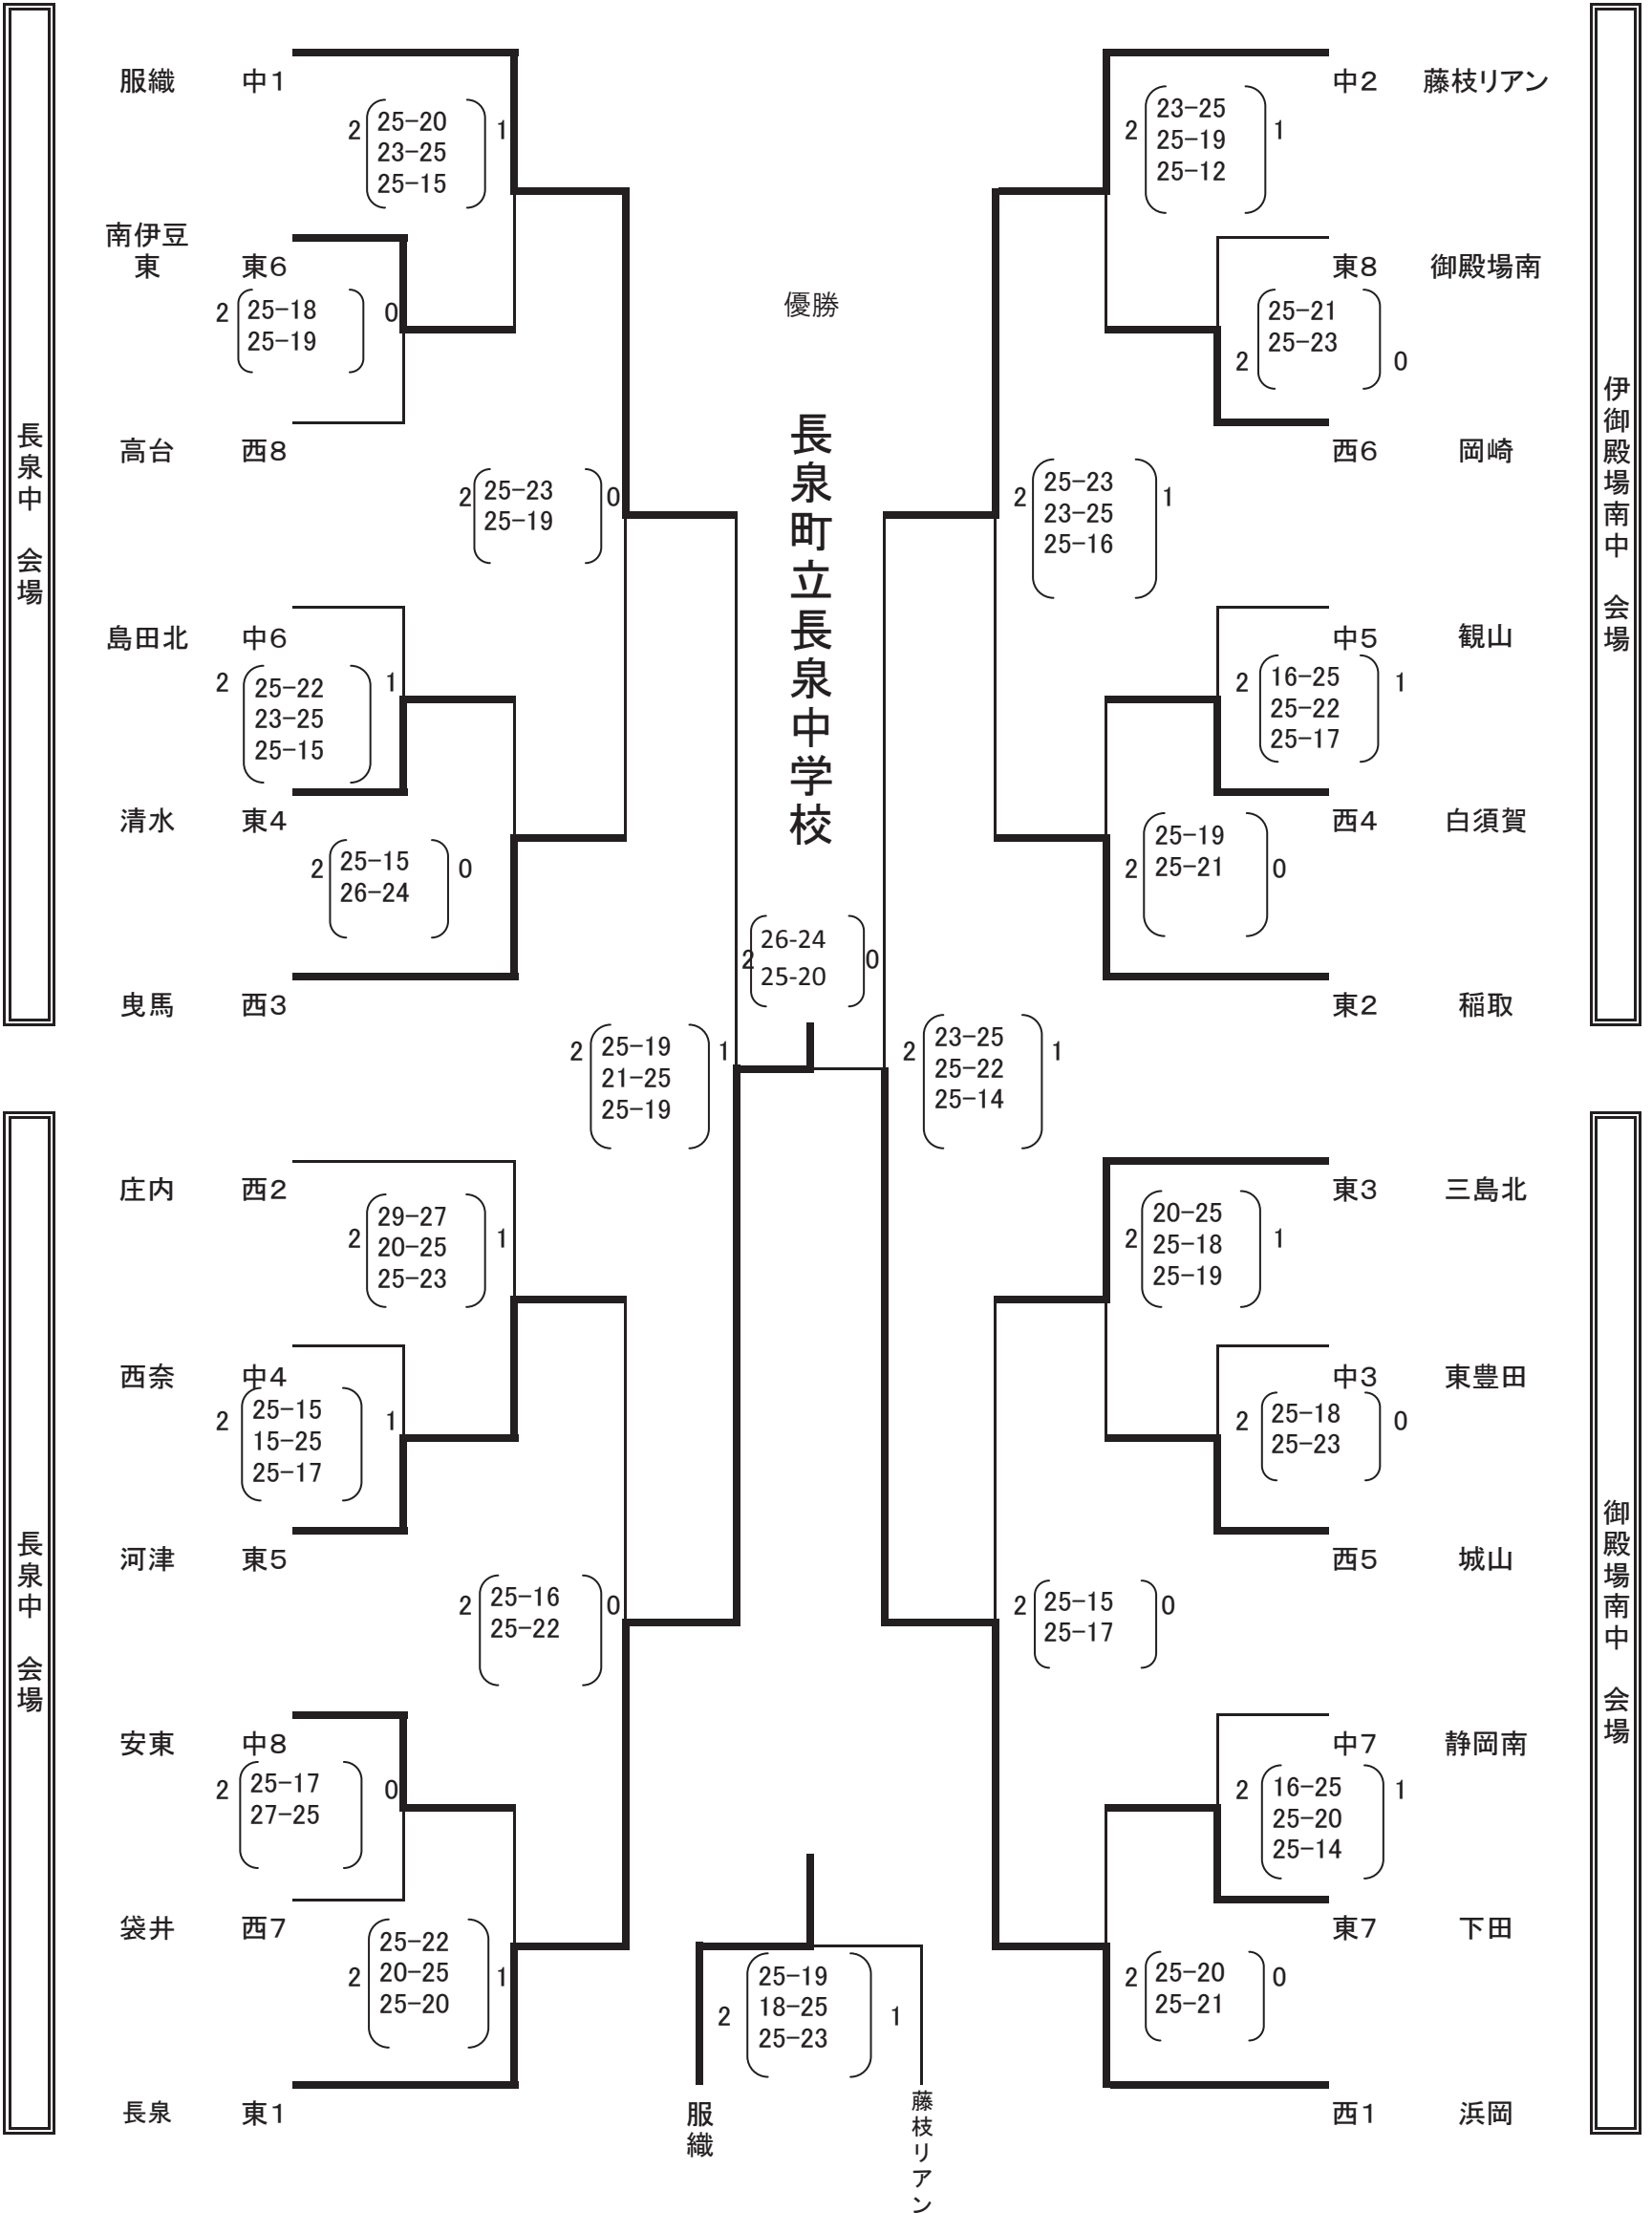 長泉中　会場
服織　中1
2 25-20 1
23-25
25-15
南伊豆
東　東6
2 25-18 0
25-19
高台　西8
2 25-23 0
25-19
島田北　中6
2 25-22 1
23-25
25-15
清水　東4
2 25-15 0
26-24
曳馬　西3
長泉中　会場
庄内　西2
2 29-27 1
20-25
25-23
西奈　中4
2 25-15 1
15-25
25-17
河津　東5
2 25-16 0
25-22
安東　中8
2 25-17 0
27-25
袋井　西7
2 25-22 1
20-25
25-20
長泉　東1
2 25-19 1
21-25
25-19
優勝
長泉町立長泉中学校
2 26-24 0
25-20
2 23-25 1
25-22
25-14
2 25-19 1
18-25
25-23
服織
藤枝リアン
伊御殿場南中　会場
中2　藤枝リアン
2 23-25 1
25-19
25-12
東8　御殿場南
2 25-21 0
25-23
西6　岡崎
2 25-23 1
23-25
25-16
中5　観山
2 16-25 1
25-22
25-17
西4　白須賀
2 25-19 0
25-21
東2　稲取
御殿場南中　会場
東3　三島北
2 20-25 1
25-18
25-19
中3　東豊田
2 25-18 0
25-23
西5　城山
2 25-15 0
25-17
中7　静岡南
2 16-25 1
25-20
25-14
東7　下田
2 25-20 0
25-21
西1　浜岡